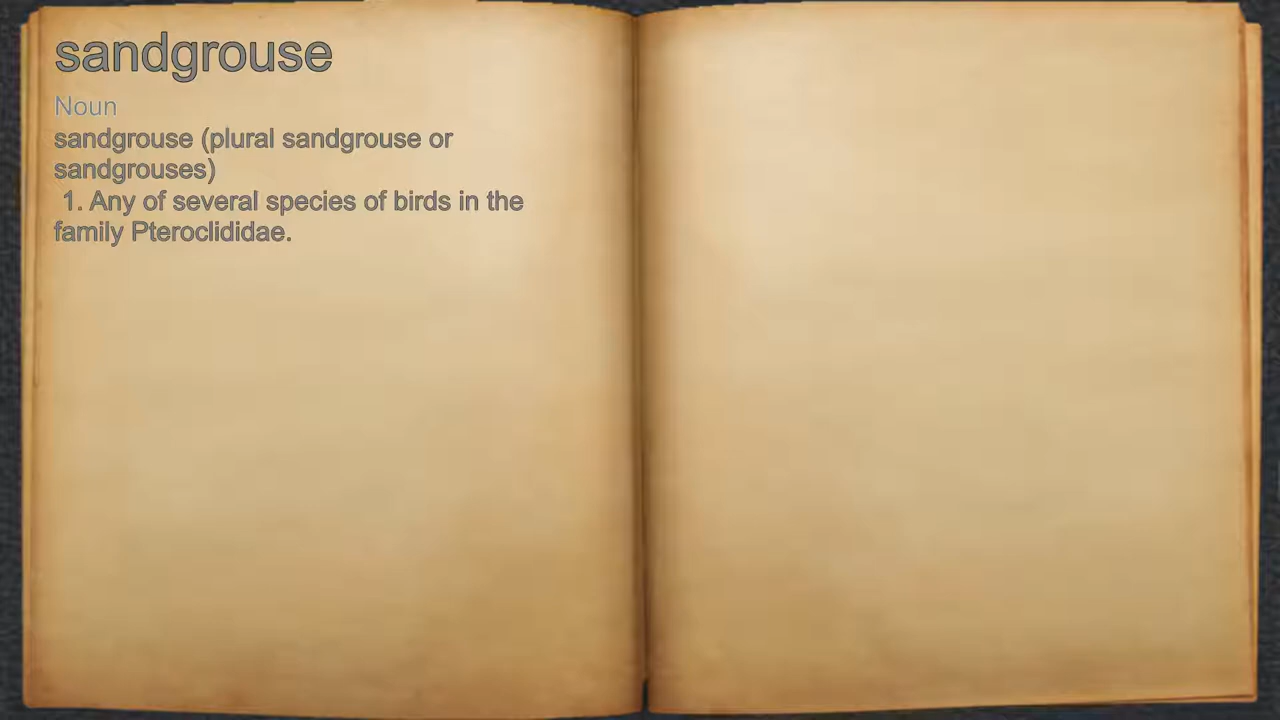 sandgrouse
Noun
sandgrouse (plural sandgrouse or
sandgrouses)
1. Any of several species of birds in the
family Pteroclididae.